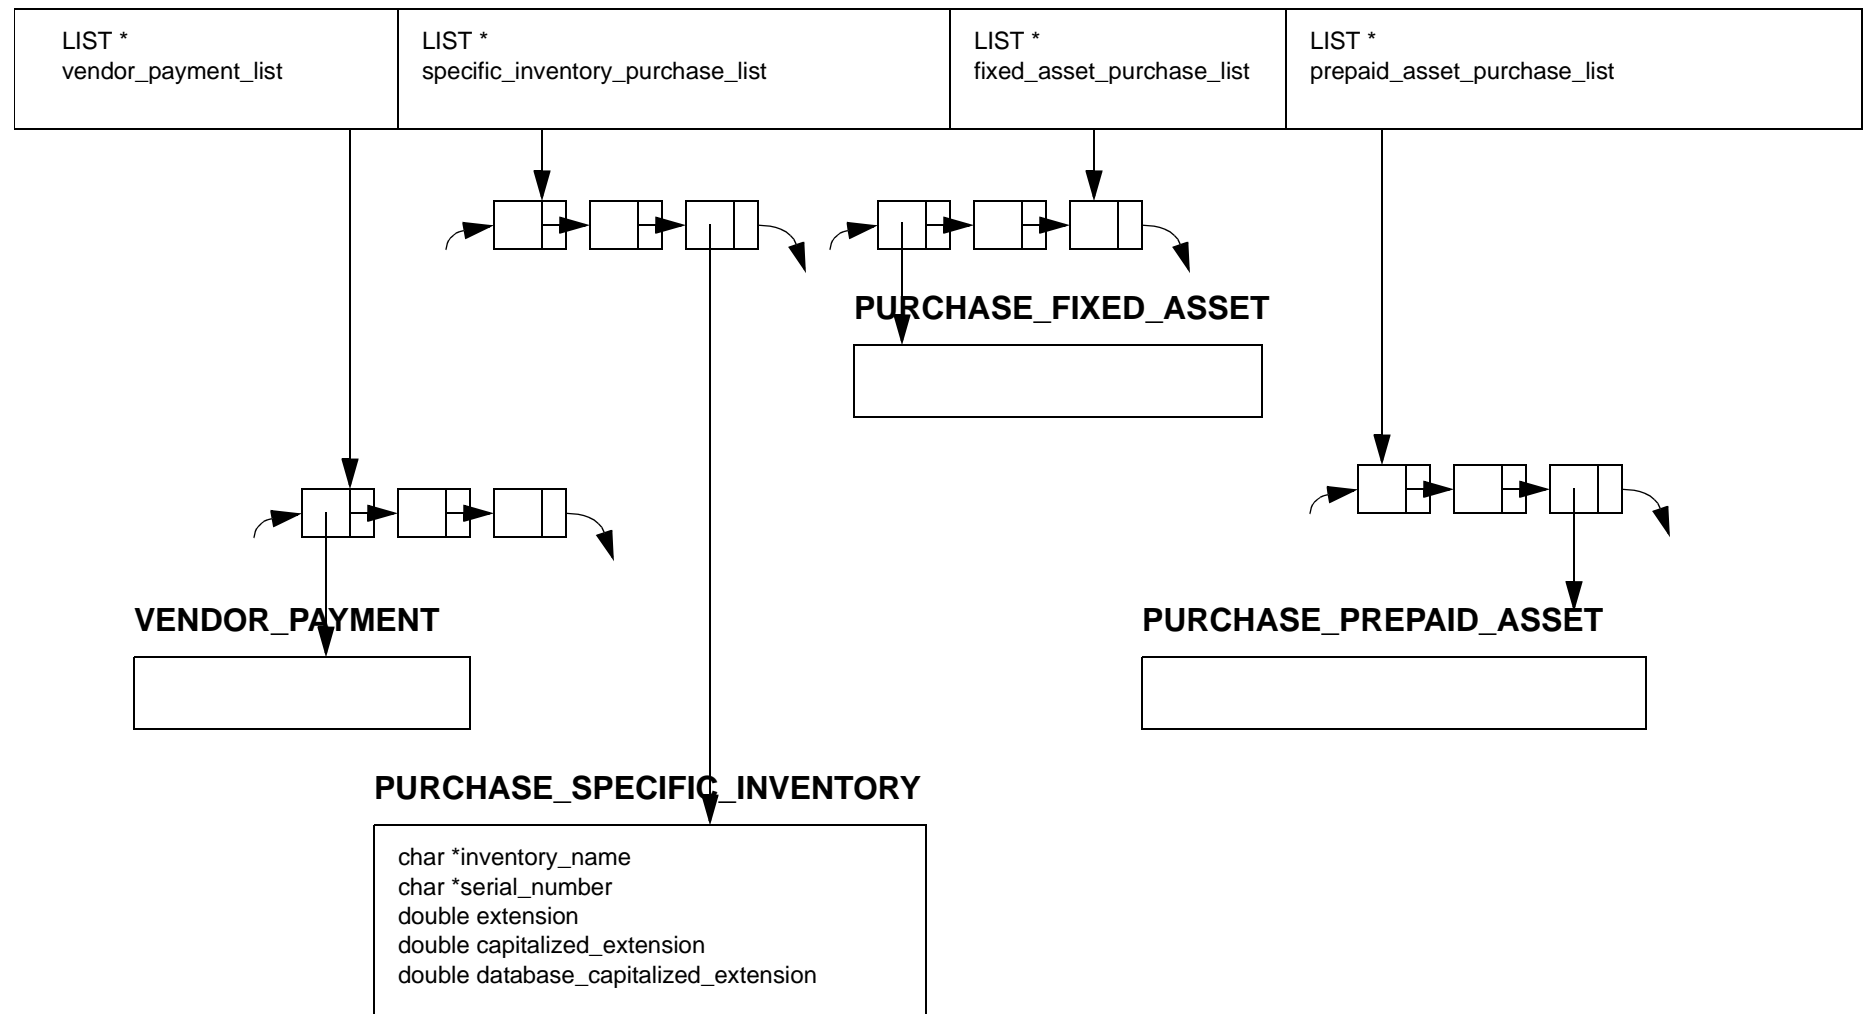 LIST *
vendor_payment_list
LIST *
specific_inventory_purchase_list
LIST *
fixed_asset_purchase_list
LIST *
prepaid_asset_purchase_list
PURCHASE_FIXED_ASSET
VENDOR_PAYMENT
PURCHASE_PREPAID_ASSET
PURCHASE_SPECIFIC_INVENTORY
char *inventory_name
char *serial_number
double extension
double capitalized_extension
double database_capitalized_extension